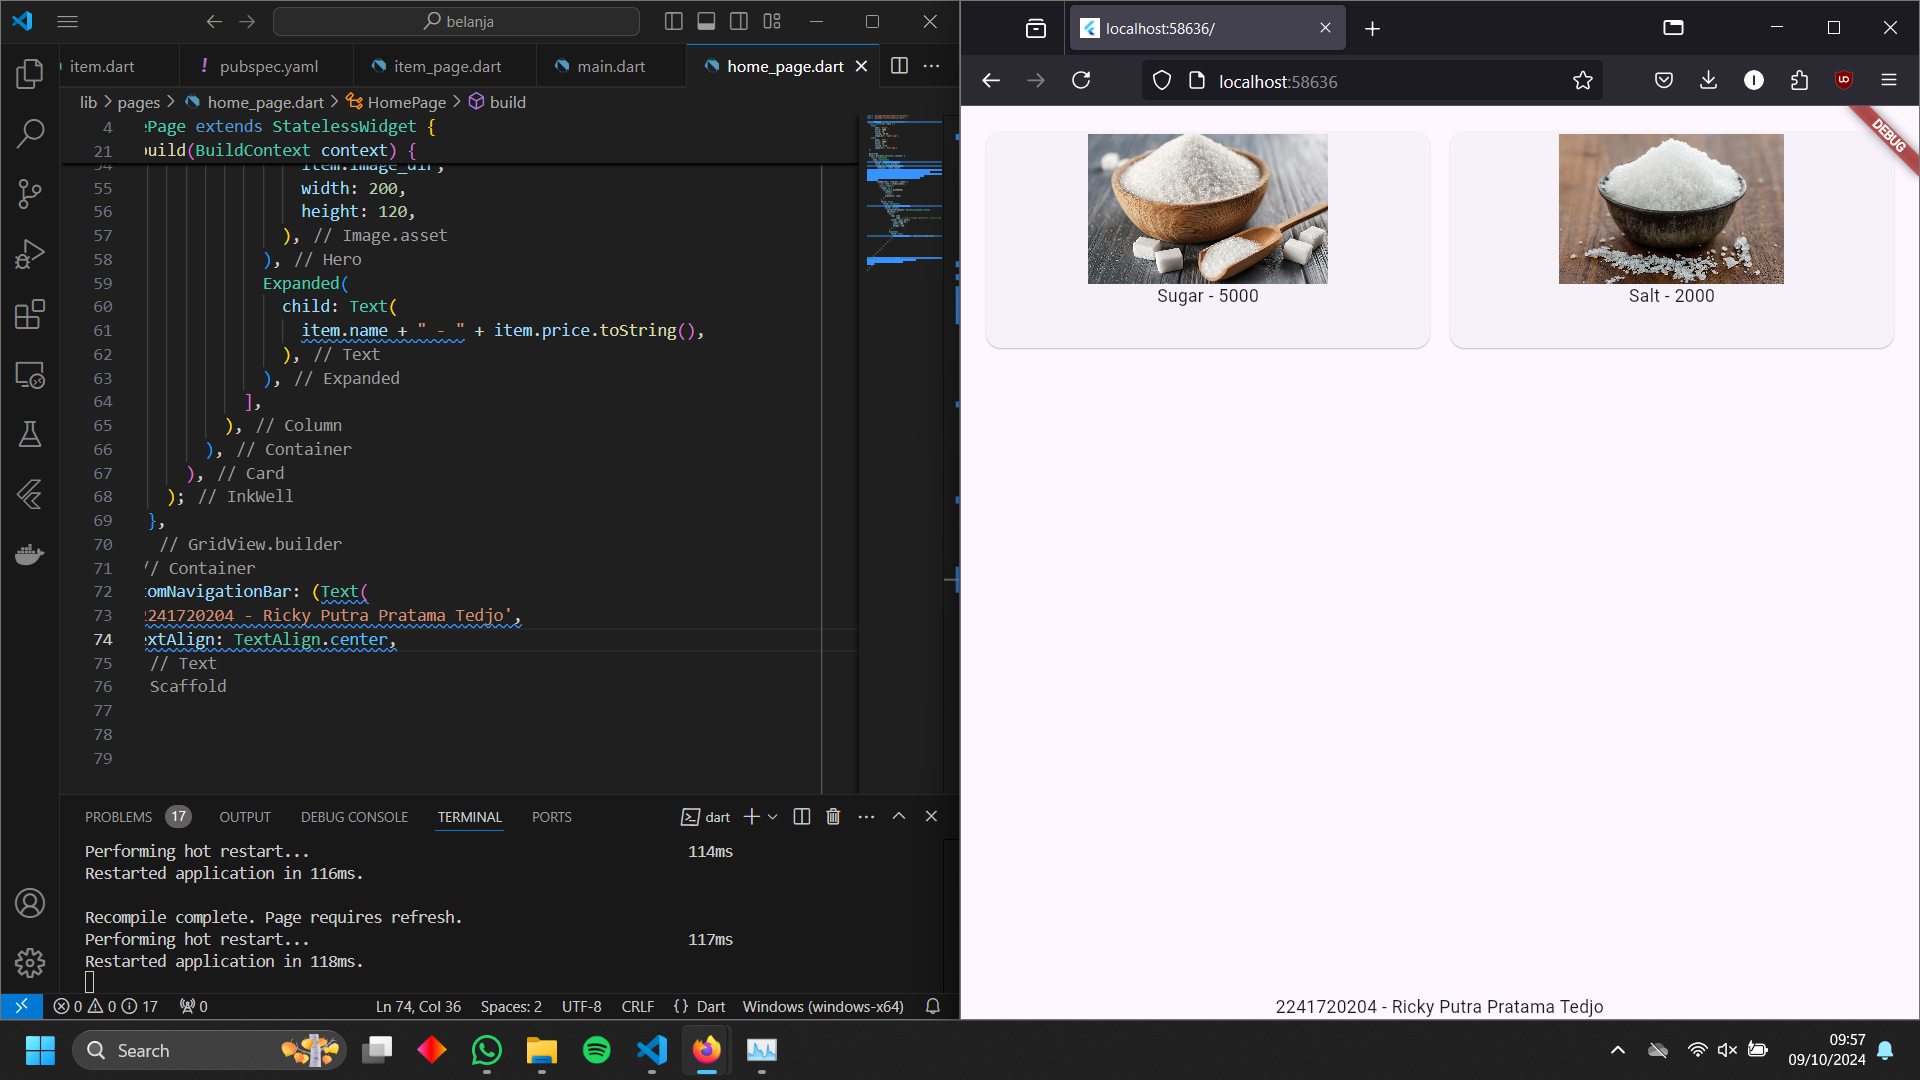 belanja
item.dart
! pubspec.yaml
item_page.dart
main.dart
home_page.dart
lib > pages > home_page.dart > HomePage > build
4 ePage extends StatelessWidget {
21 build(BuildContext context) {
54 item.image_dir,
55 width: 200,
56 height: 120,
57 ), // Image.asset
58 ), // Hero
59 Expanded(
60 child: Text(
61 item.name + " - " + item.price.toString(),
62 ), // Text
63 ), // Expanded
64 ],
65 ), // Column
66 ), // Container
67 ), // Card
68 ); // InkWell
69 },
70 // GridView.builder
71 // Container
72 omNavigationBar: (Text(
73 2241720204 - Ricky Putra Pratama Tedjo',
74 extAlign: TextAlign.center,
75 // Text
76 Scaffold
77
78
79
PROBLEMS 17 OUTPUT DEBUG CONSOLE TERMINAL PORTS dart
Performing hot restart... 114ms
Restarted application in 116ms.
Recompile complete. Page requires refresh.
Performing hot restart... 117ms
Restarted application in 118ms.
0 0 17 0 Ln 74, Col 36 Spaces: 2 UTF-8 CRLF {} Dart Windows (windows-x64)
localhost:58636/
localhost:58636
DEBUG
Sugar - 5000
Salt - 2000
2241720204 - Ricky Putra Pratama Tedjo
Search
09:57
09/10/2024